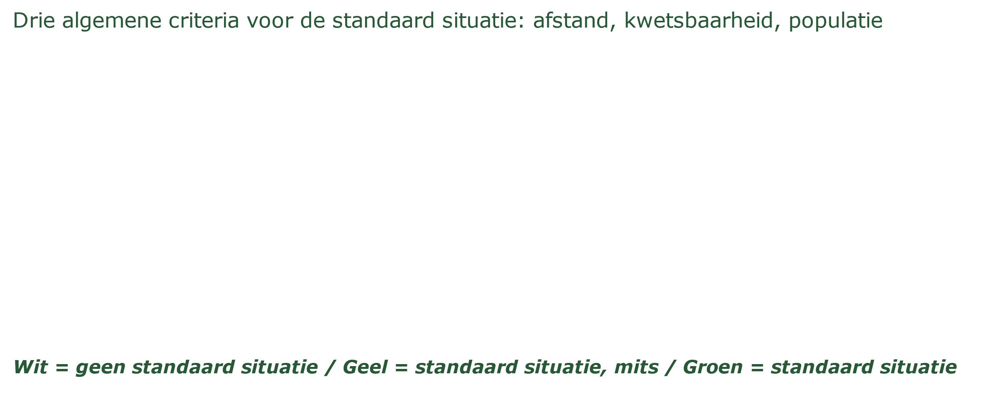 Drie algemene criteria voor de standaard situatie: afstand, kwetsbaarheid, populatie
Wit = geen standaard situatie / Geel = standaard situatie, mits / Groen = standaard situatie